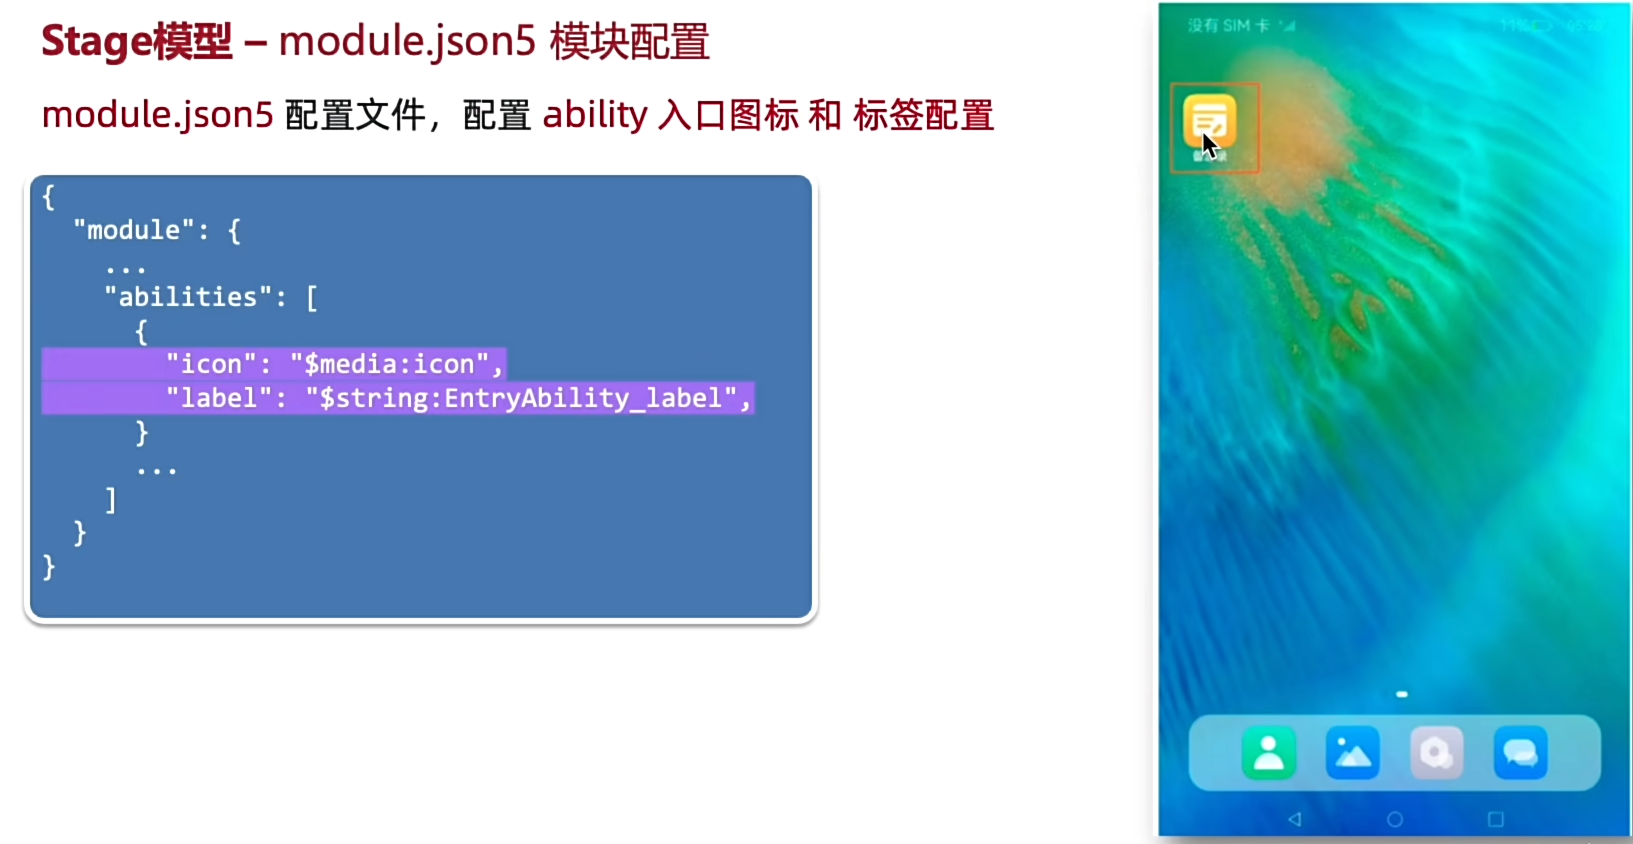 Stage模型 – module.json5 模块配置
module.json5 配置文件，配置 ability 入口图标 和 标签配置
{
"module": {
...
"abilities": [
{
"icon": "$media:icon",
"label": "$string:EntryAbility_label",
}
...
]
}
}
没有 SIM 卡
11%